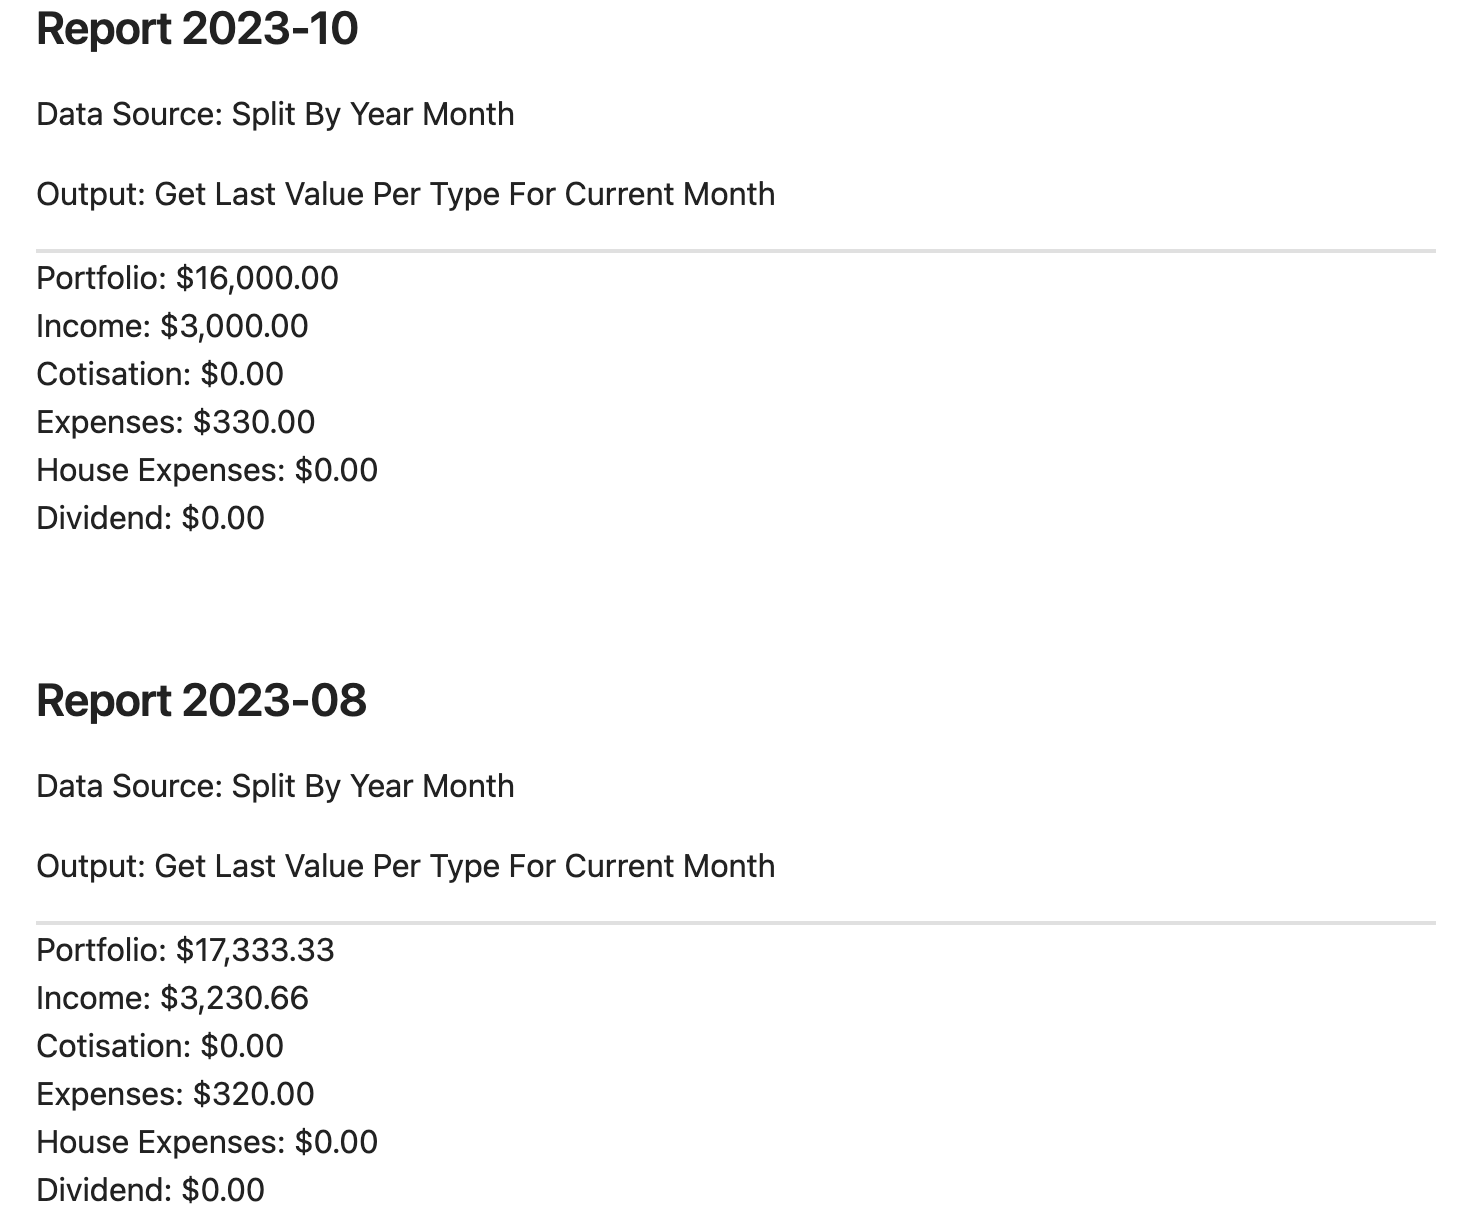 Report 2023-10
Data Source: Split By Year Month
Output: Get Last Value Per Type For Current Month
Portfolio: $16,000.00
Income: $3,000.00
Cotisation: $0.00
Expenses: $330.00
House Expenses: $0.00
Dividend: $0.00
Report 2023-08
Data Source: Split By Year Month
Output: Get Last Value Per Type For Current Month
Portfolio: $17,333.33
Income: $3,230.66
Cotisation: $0.00
Expenses: $320.00
House Expenses: $0.00
Dividend: $0.00